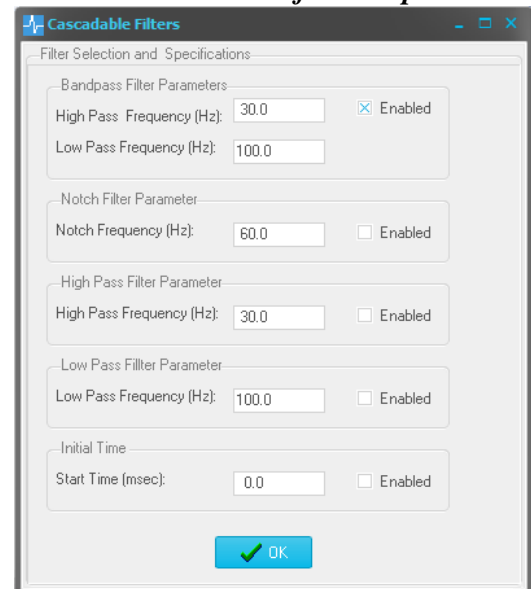 Cascadable Filters
Filter Selection and Specifications
Bandpass Filter Parameters
High Pass Frequency (Hz): 30.0 Enabled
Low Pass Frequency (Hz): 100.0
Notch Filter Parameter
Notch Frequency (Hz): 60.0 Enabled
High Pass Filter Parameter
High Pass Frequency (Hz): 30.0 Enabled
Low Pass Fillter Parameter
Low Pass Frequency (Hz): 100.0 Enabled
Initial Time
Start Time (msec): 0.0 Enabled
OK